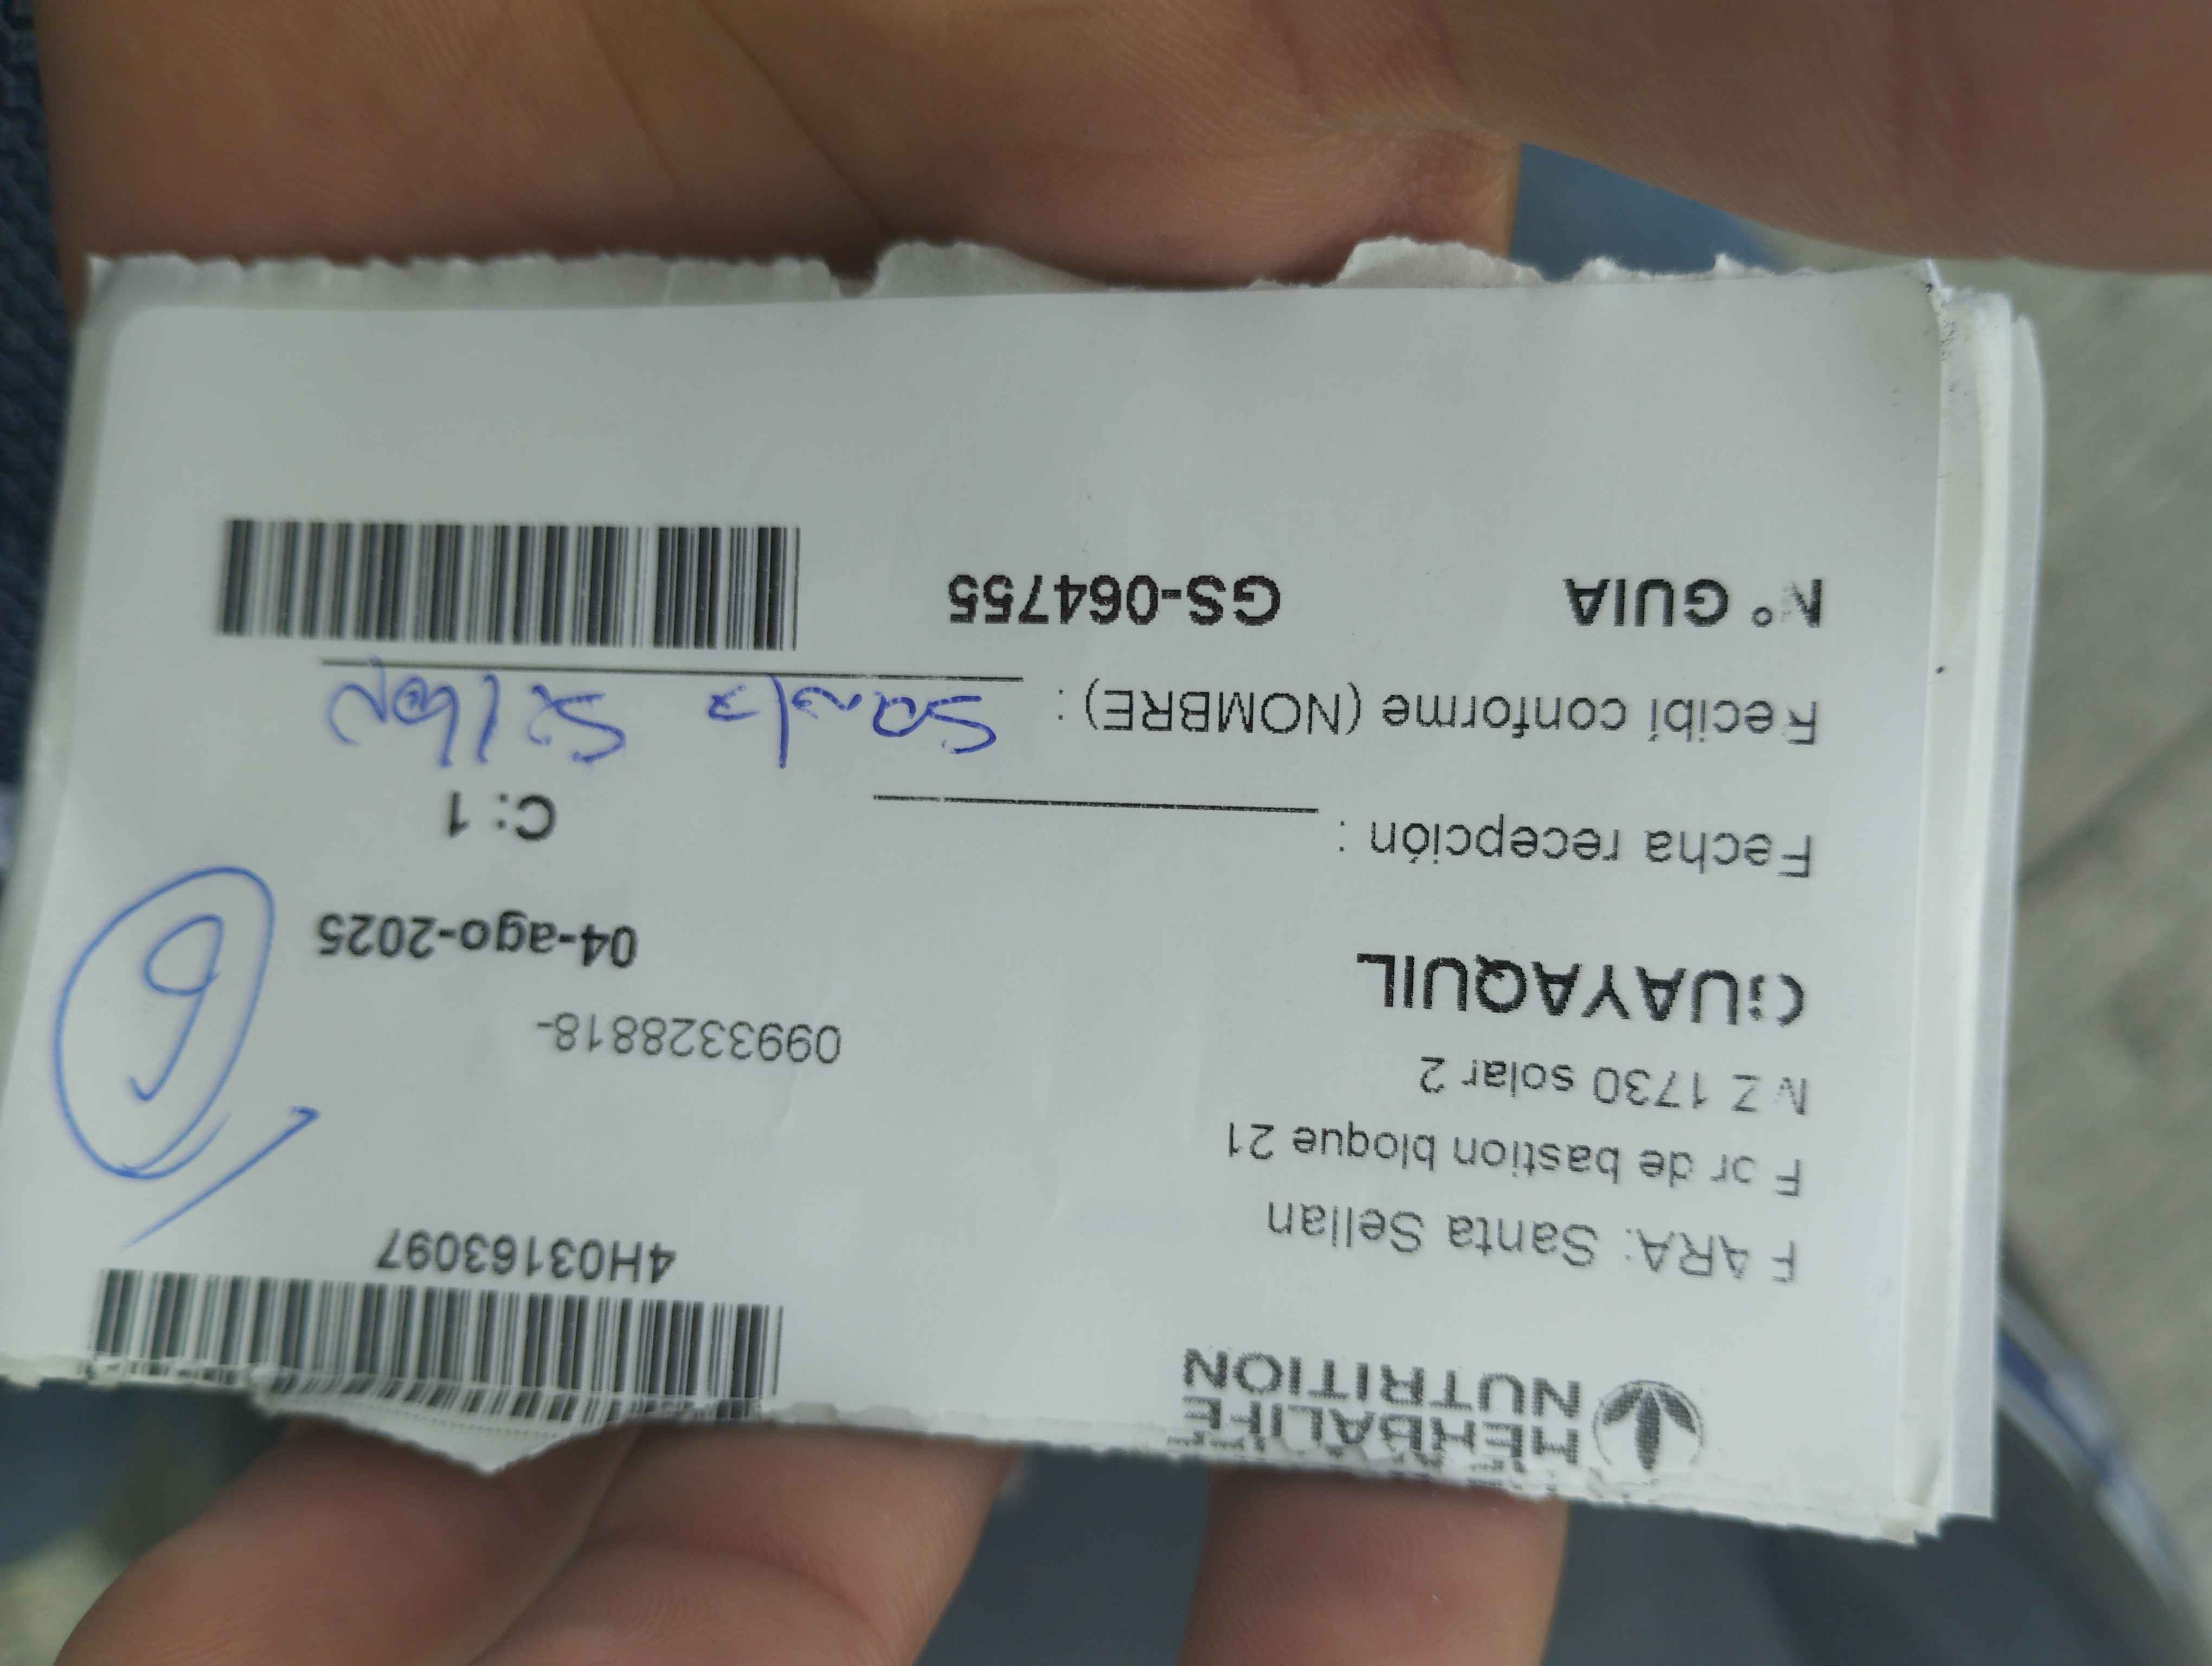 HERBALIFE
NUTRITION
4H03163097
PARA: Santa Sellan
Flor de bastion bloque 21
MZ 1730 solar 2
0993328818-
GUAYAQUIL
04-ago-2025
6
Fecha recepción :
C: 1
Recibí conforme (NOMBRE) : Santa
N° GUIA GS-064755